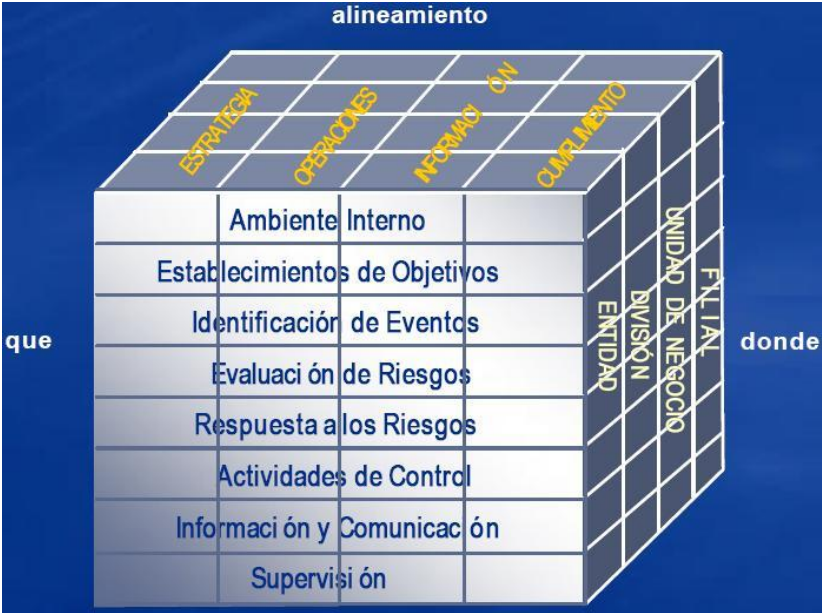 alineamiento
ESTRATEGIA
OPERACIONES
INFORMACI ÓN
CUMPLIMIENTO
Ambiente Interno
Establecimientos de Objetivos
Identificación de Eventos
Evaluaci ón de Riesgos
Respuesta a los Riesgos
Actividades de Control
Informaci ón y Comunicac ón
Supervisi ón
que
ENTIDAD
DIVISIÓN
UNIDAD DE NEGOCIO
FILIAL
donde